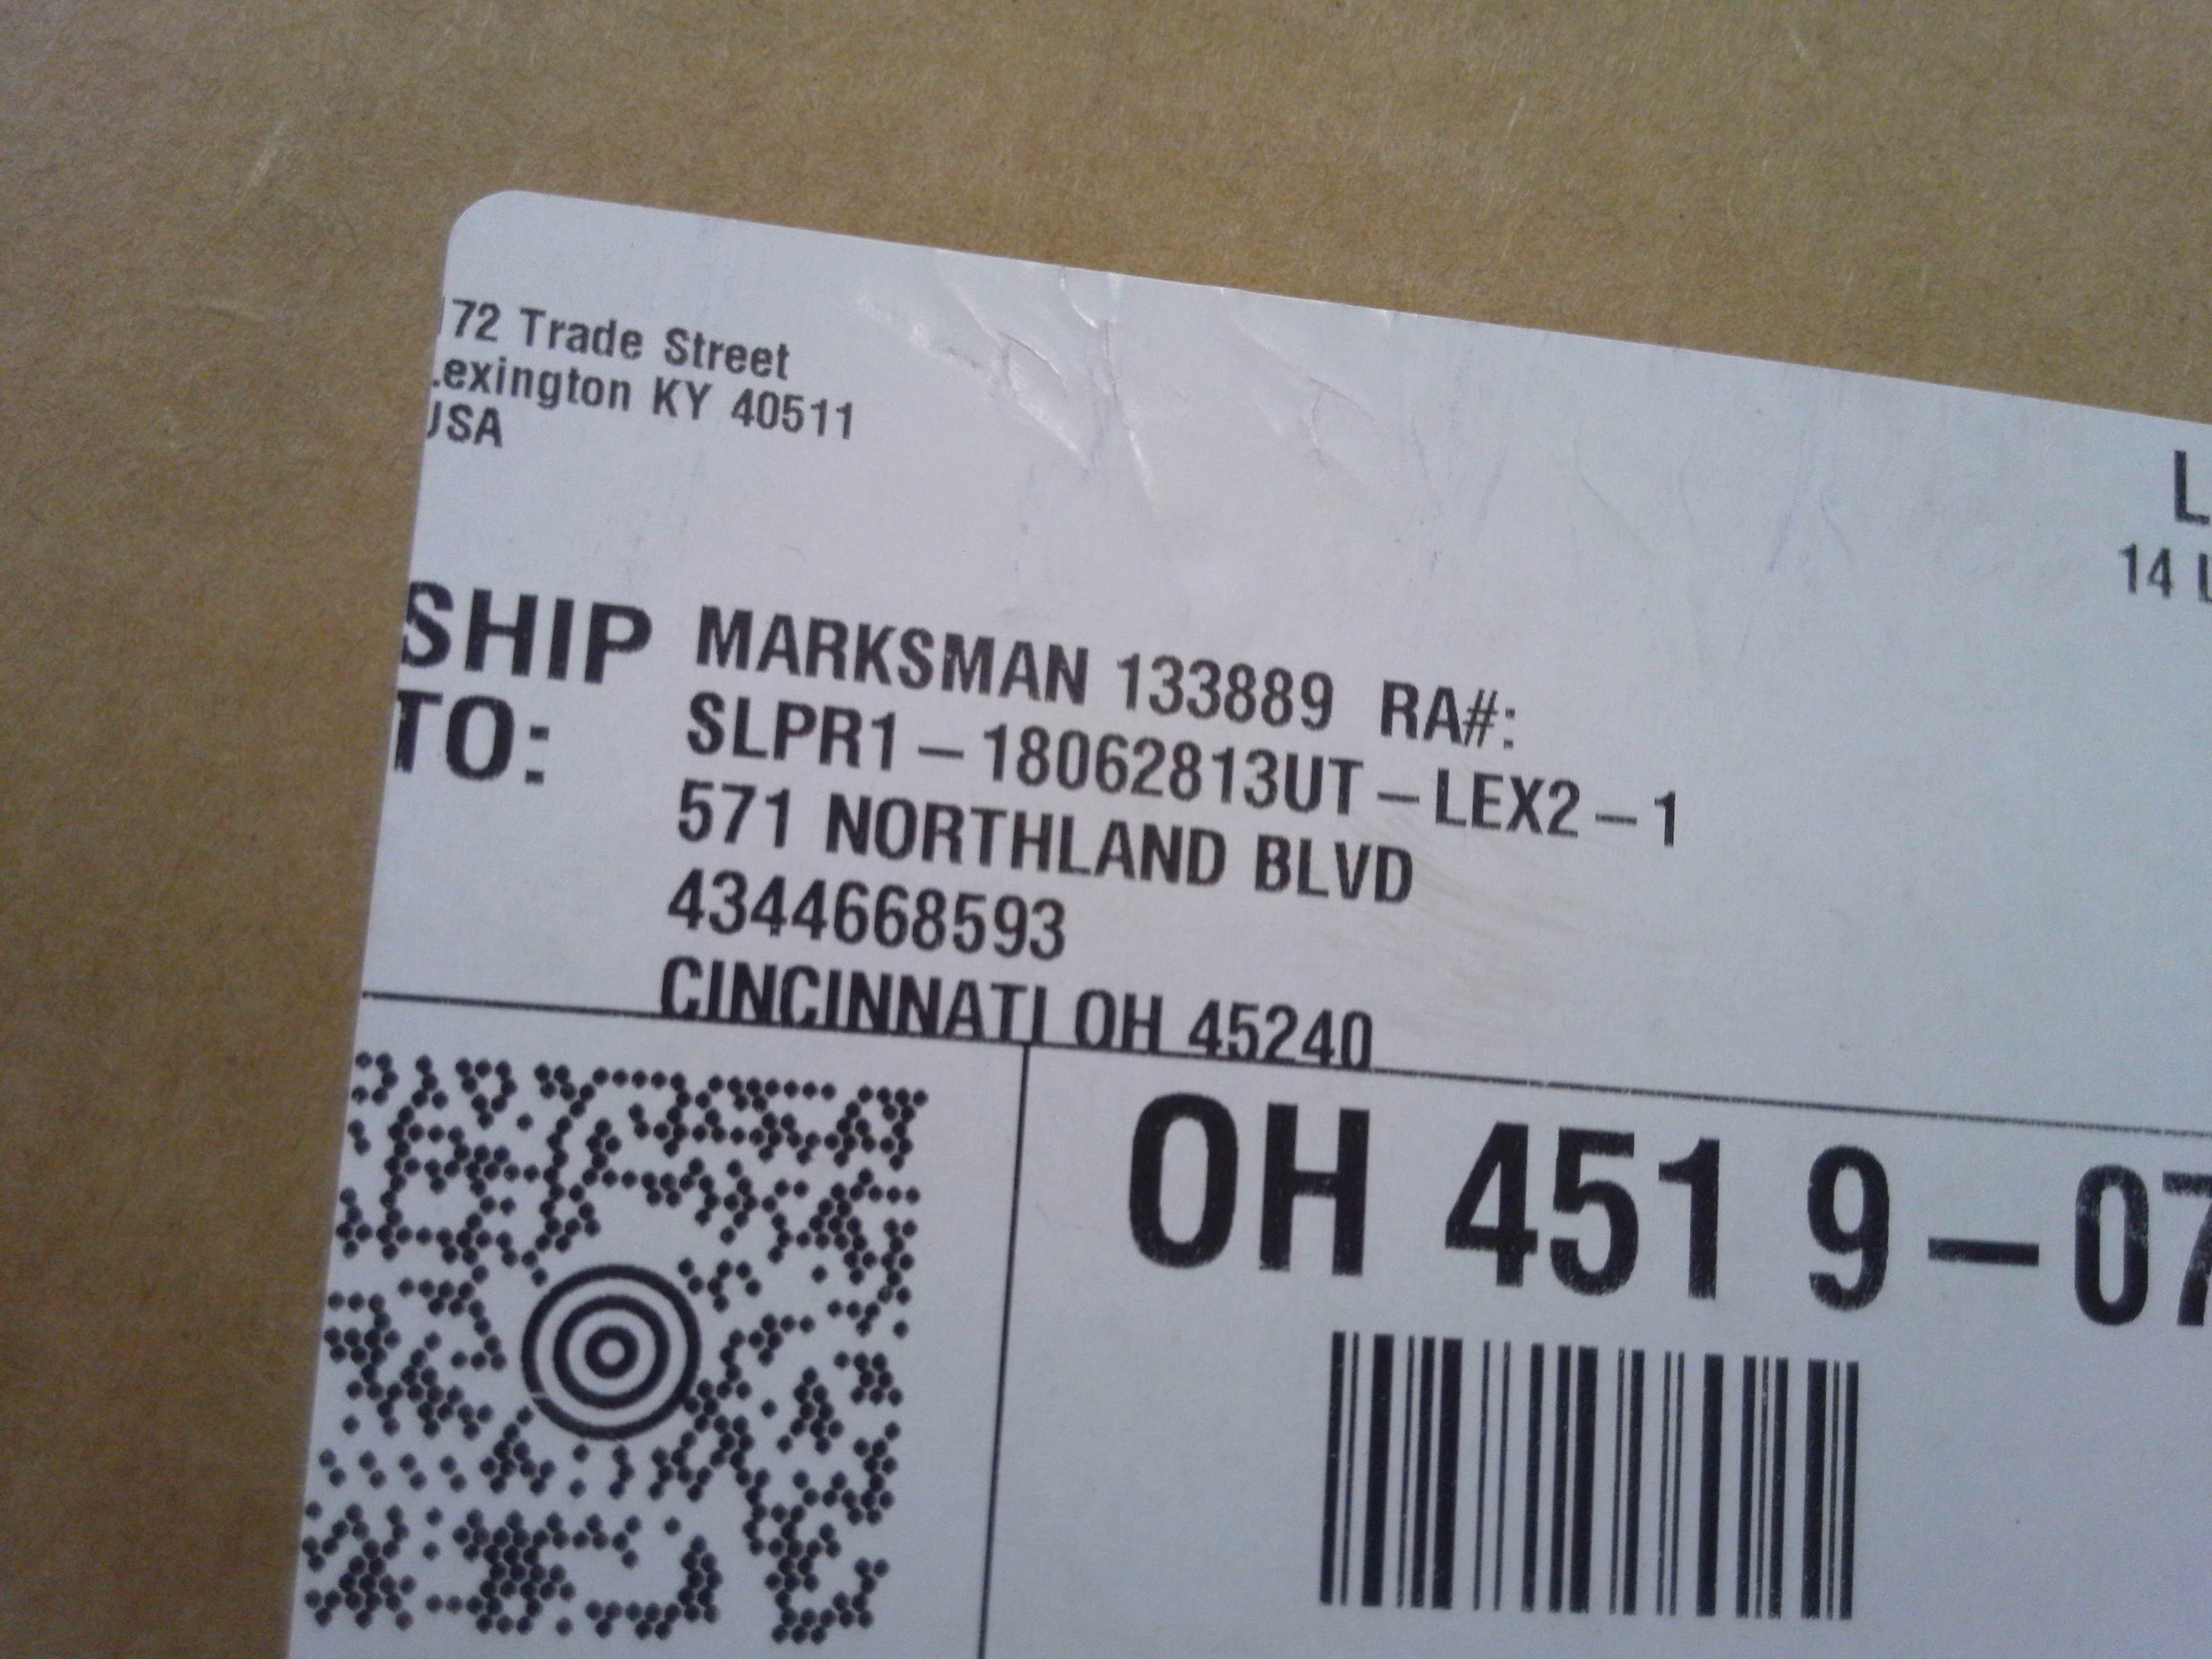 172 Trade Street
Lexington KY 40511
USA
L
14 L
SHIP TO:
MARKSMAN 133889 RA#:
SLPR1-18062813UT-LEX2-1
571 NORTHLAND BLVD
4344668593
CINCINNATI OH 45240
OH 451 9-07